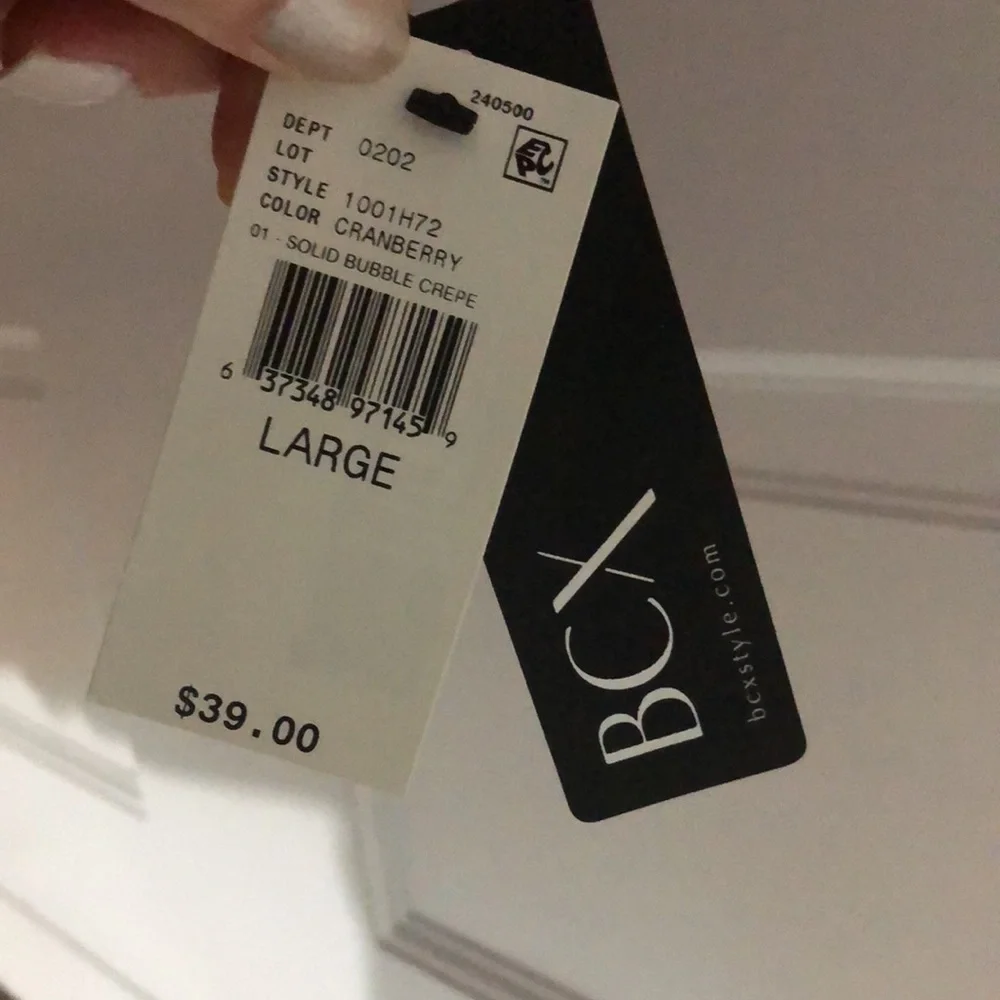 240500
DEPT 0202
LOT
STYLE 1001H72
COLOR CRANBERRY
01 - SOLID BUBBLE CREPE
6 37348 97145 9
LARGE
$39.00
BCX
bcxstyle.com